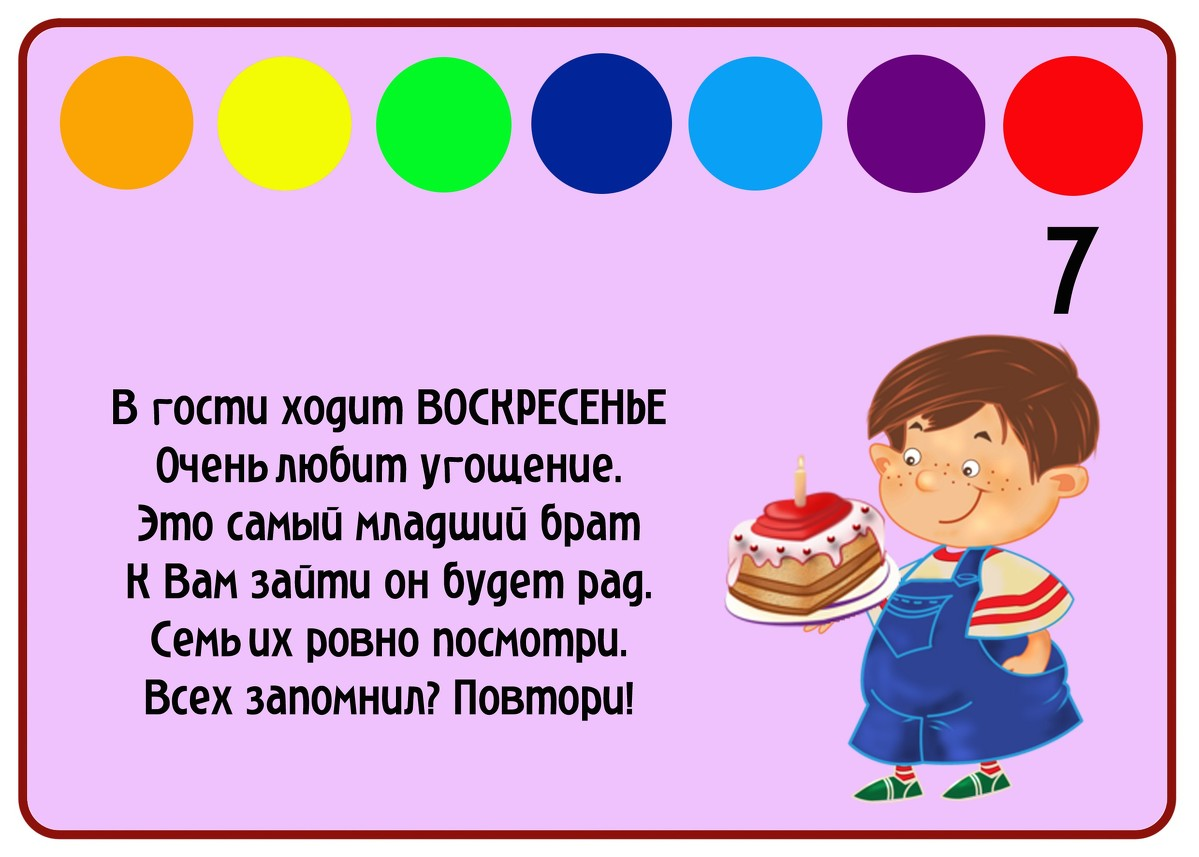 7
В гости ходит ВОСКРЕСЕНЬЕ
Очень любит угощение.
Это самый младший брат
К Вам зайти он будет рад.
Семь их ровно посмотри.
Всех запомнил? Повтори!